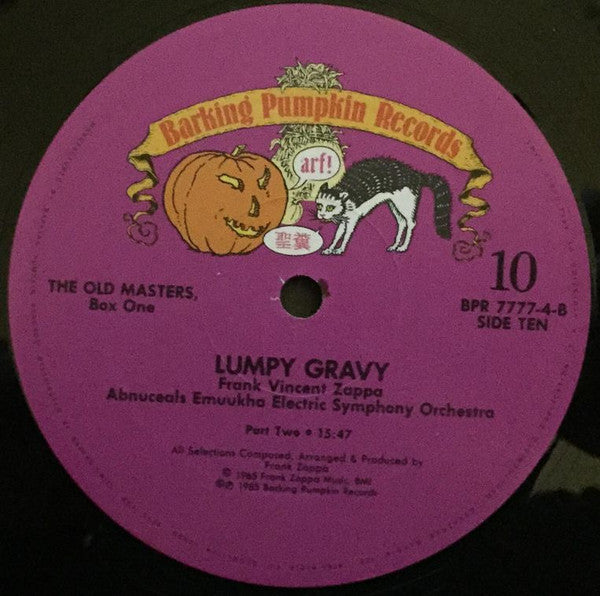 Barking Pumpkin Records
arf!
聖糞
THE OLD MASTERS,
Box One
10
BPR 7777-4-B
SIDE TEN
LUMPY GRAVY
Frank Vincent Zappa
Abnuceals Emuukha Electric Symphony Orchestra
Part Two • 15:47
All Selections Composed, Arranged & Produced by
Frank Zappa
© 1965 Frank Zappa Music, BMI
©℗ 1985 Barking Pumpkin Records